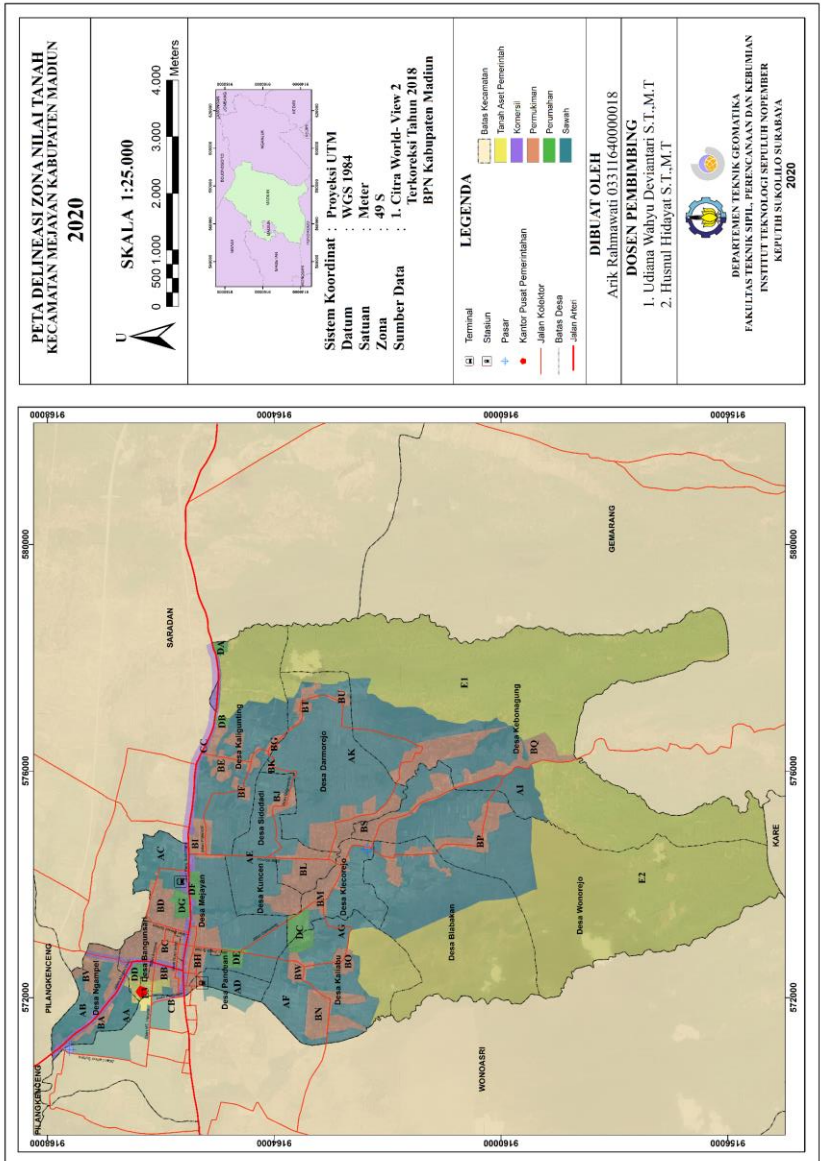 PETA DELINEASI ZONA NILAI TANAH
KECAMATAN MEJAYAN KABUPATEN MADIUN
2020
U
SKALA 1:25.000
0 500 1.000 2.000 3.000 4.000
Meters
Sistem Koordinat : Proyeksi UTM
Datum : WGS 1984
Satuan : Meter
Zona : 49 S
Sumber Data : 1. Citra World- View 2
Terkoreksi Tahun 2018
BPN Kabupaten Madiun
LEGENDA
Terminal
Stasiun
Pasar
Kantor Pusat Pemerintahan
Jalan Kolektor
Batas Desa
Jalan Arteri
Batas Kecamatan
Tanah Aset Pemerintah
Komersil
Permukiman
Perumahan
Sawah
DIBUAT OLEH
Arik Rahmawati 03311640000018
DOSEN PEMBIMBING
1. Udiana Wahyu Deviantari S.T.,M.T
2. Husnul Hidayat S.T.,M.T
DEPARTEMEN TEKNIK GEOMATIKA
FAKULTAS TEKNIK SIPIL, PERENCANAAN DAN KEBUMIAN
INSTITUT TEKNOLOGI SEPULUH NOPEMBER
KEPUTIH SUKOLILO SURABAYA
2020
572000
576000
580000
572000
576000
580000
PILANGKENCENG
PILANGKENCENG
SARADAN
GEMARANG
WONOASRI
KARE
Desa Ngampel
Desa Bangunsari
Desa Mejayan
Desa Pandean
Desa Kaligunting
Desa Sidodadi
Desa Kuncen
Desa Darmorejo
Desa Klecorejo
Desa Kaliabu
Desa Blabakan
Desa Wonorejo
Desa Kebonagung
AB
BV
BA
AA
DD
BB
BC
BD
CB
AC
DG
DF
BH
BI
CC
DB
DA
DE
AD
BE
BF
BG
BK
BJ
AE
BT
BU
AK
BL
BS
BM
DC
AG
AF
BW
BO
BN
BP
AI
BQ
E1
E2